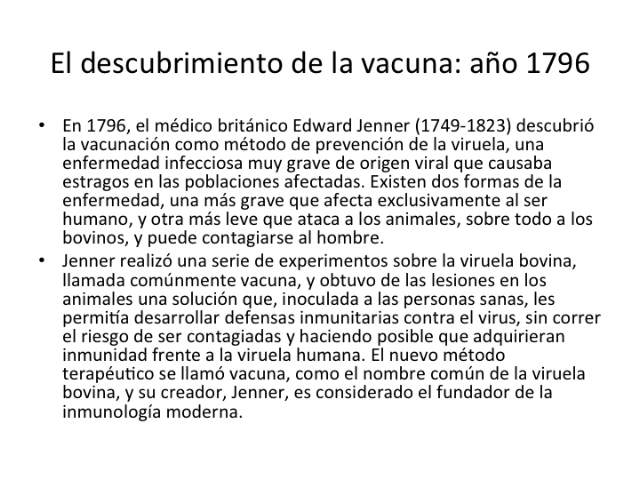 El descubrimiento de la vacuna: año 1796
• En 1796, el médico británico Edward Jenner (1749-1823) descubrió
la vacunación como método de prevención de la viruela, una
enfermedad infecciosa muy grave de origen viral que causaba
estragos en las poblaciones afectadas. Existen dos formas de la
enfermedad, una más grave que afecta exclusivamente al ser
humano, y otra más leve que ataca a los animales, sobre todo a los
bovinos, y puede contagiarse al hombre.
• Jenner realizó una serie de experimentos sobre la viruela bovina,
llamada comúnmente vacuna, y obtuvo de las lesiones en los
animales una solución que, inoculada a las personas sanas, les
permitía desarrollar defensas inmunitarias contra el virus, sin correr
el riesgo de ser contagiadas y haciendo posible que adquirieran
inmunidad frente a la viruela humana. El nuevo método
terapéutico se llamó vacuna, como el nombre común de la viruela
bovina, y su creador, Jenner, es considerado el fundador de la
inmunología moderna.